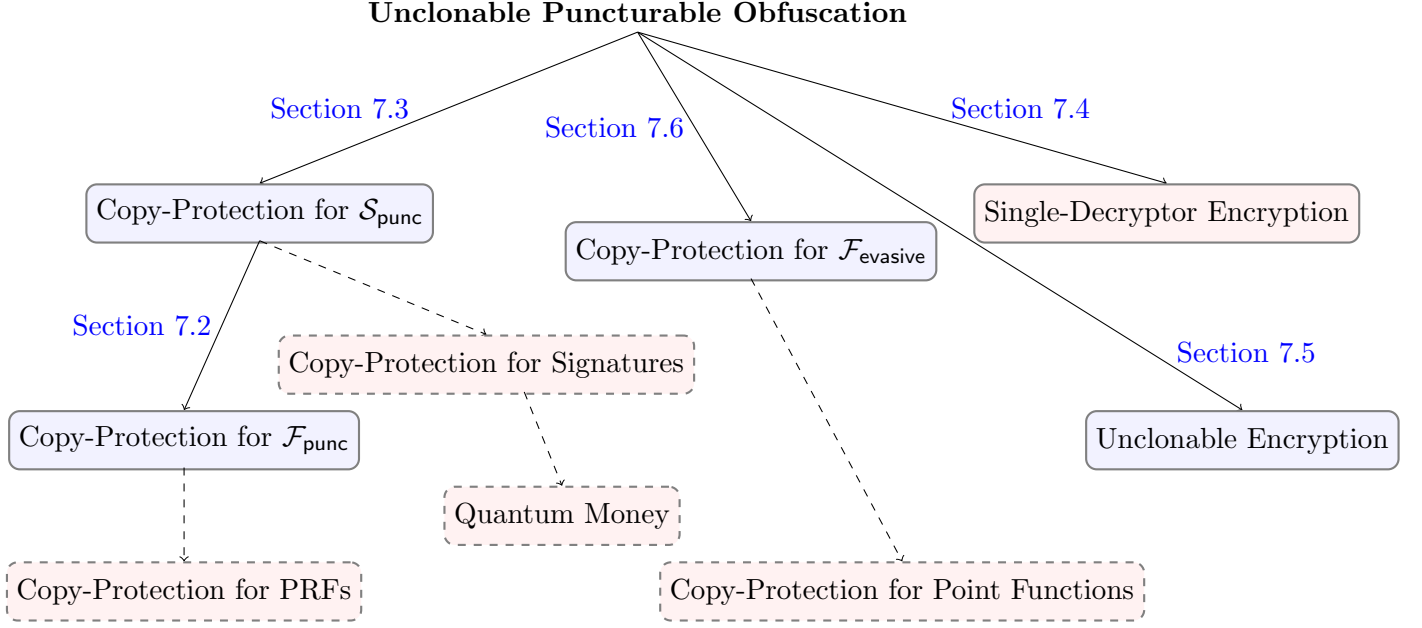 Unclonable Puncturable Obfuscation
Section 7.3
Section 7.6
Section 7.4
Copy-Protection for 𝒮punc
Copy-Protection for ℱevasive
Single-Decryptor Encryption
Section 7.2
Copy-Protection for Signatures
Section 7.5
Copy-Protection for ℱpunc
Unclonable Encryption
Quantum Money
Copy-Protection for PRFs
Copy-Protection for Point Functions